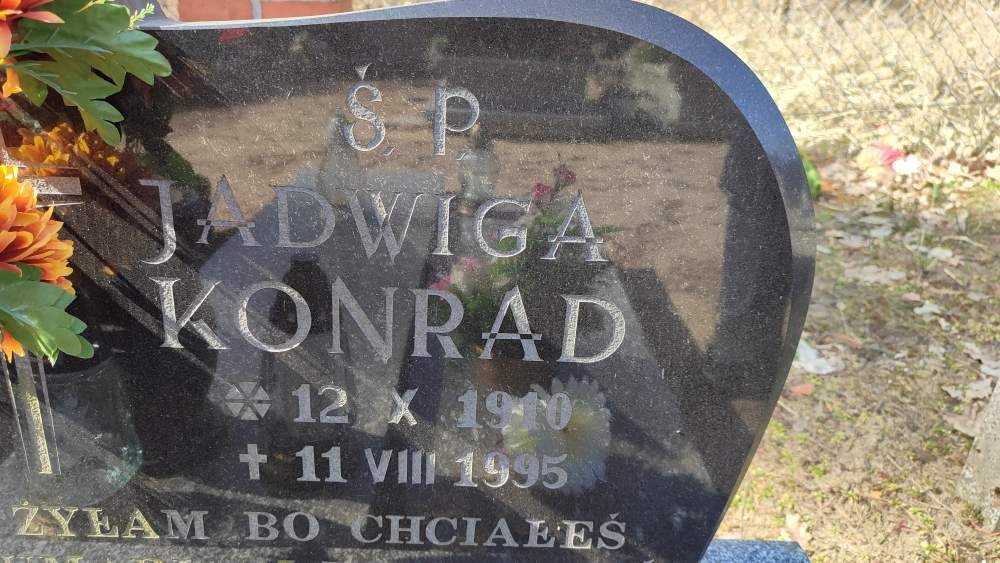 Ś. P.
JADWIGA
KONRAD
* 12 X 1910
✝ 11 VIII 1995
ŻYŁAM BO CHCIAŁEŚ